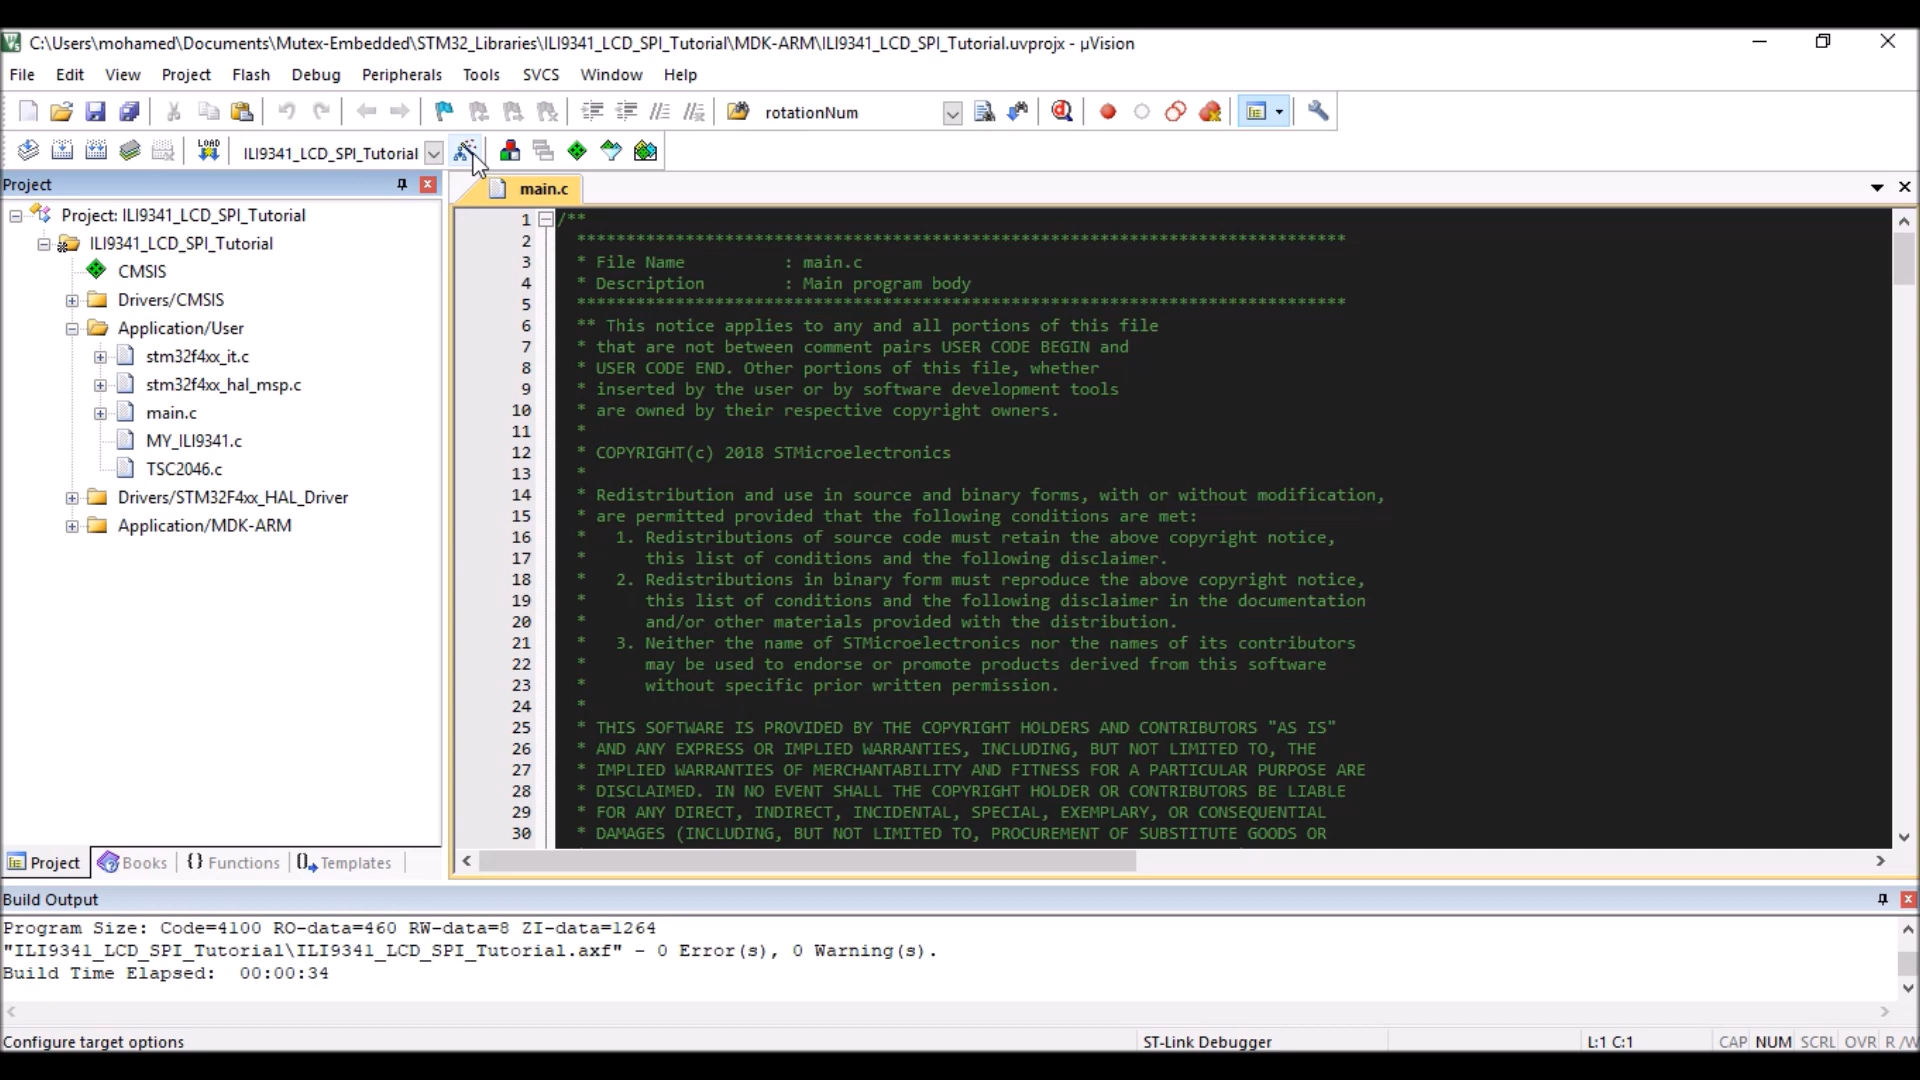 C:\Users\mohamed\Documents\Mutex-Embedded\STM32_Libraries\ILI9341_LCD_SPI_Tutorial\MDK-ARM\ILI9341_LCD_SPI_Tutorial.uvprojx - µVision
File Edit View Project Flash Debug Peripherals Tools SVCS Window Help
rotationNum
LOAD ILI9341_LCD_SPI_Tutorial
Project
main.c
Project: ILI9341_LCD_SPI_Tutorial
ILI9341_LCD_SPI_Tutorial
CMSIS
Drivers/CMSIS
Application/User
stm32f4xx_it.c
stm32f4xx_hal_msp.c
main.c
MY_ILI9341.c
TSC2046.c
Drivers/STM32F4xx_HAL_Driver
Application/MDK-ARM
1 /**
2 ******************************************************************************
3 * File Name : main.c
4 * Description : Main program body
5 ******************************************************************************
6 ** This notice applies to any and all portions of this file
7 * that are not between comment pairs USER CODE BEGIN and
8 * USER CODE END. Other portions of this file, whether
9 * inserted by the user or by software development tools
10 * are owned by their respective copyright owners.
11 *
12 * COPYRIGHT(c) 2018 STMicroelectronics
13 *
14 * Redistribution and use in source and binary forms, with or without modification,
15 * are permitted provided that the following conditions are met:
16 * 1. Redistributions of source code must retain the above copyright notice,
17 * this list of conditions and the following disclaimer.
18 * 2. Redistributions in binary form must reproduce the above copyright notice,
19 * this list of conditions and the following disclaimer in the documentation
20 * and/or other materials provided with the distribution.
21 * 3. Neither the name of STMicroelectronics nor the names of its contributors
22 * may be used to endorse or promote products derived from this software
23 * without specific prior written permission.
24 *
25 * THIS SOFTWARE IS PROVIDED BY THE COPYRIGHT HOLDERS AND CONTRIBUTORS "AS IS"
26 * AND ANY EXPRESS OR IMPLIED WARRANTIES, INCLUDING, BUT NOT LIMITED TO, THE
27 * IMPLIED WARRANTIES OF MERCHANTABILITY AND FITNESS FOR A PARTICULAR PURPOSE ARE
28 * DISCLAIMED. IN NO EVENT SHALL THE COPYRIGHT HOLDER OR CONTRIBUTORS BE LIABLE
29 * FOR ANY DIRECT, INDIRECT, INCIDENTAL, SPECIAL, EXEMPLARY, OR CONSEQUENTIAL
30 * DAMAGES (INCLUDING, BUT NOT LIMITED TO, PROCUREMENT OF SUBSTITUTE GOODS OR
Project Books {} Functions Templates
Build Output
Program Size: Code=4100 RO-data=460 RW-data=8 ZI-data=1264
"ILI9341_LCD_SPI_Tutorial\ILI9341_LCD_SPI_Tutorial.axf" - 0 Error(s), 0 Warning(s).
Build Time Elapsed: 00:00:34
Configure target options ST-Link Debugger L:1 C:1 CAP NUM SCRL OVR R/W